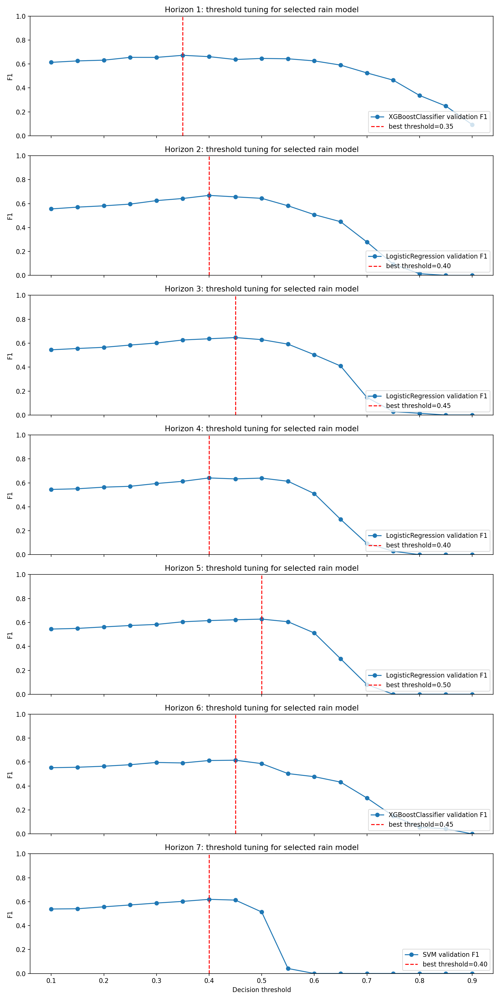 Horizon 1: threshold tuning for selected rain model
1.0
0.8
0.6
0.4
0.2
0.0
F1
XGBoostClassifier validation F1
best threshold=0.35
Horizon 2: threshold tuning for selected rain model
1.0
0.8
0.6
0.4
0.2
0.0
F1
LogisticRegression validation F1
best threshold=0.40
Horizon 3: threshold tuning for selected rain model
1.0
0.8
0.6
0.4
0.2
0.0
F1
LogisticRegression validation F1
best threshold=0.45
Horizon 4: threshold tuning for selected rain model
1.0
0.8
0.6
0.4
0.2
0.0
F1
LogisticRegression validation F1
best threshold=0.40
Horizon 5: threshold tuning for selected rain model
1.0
0.8
0.6
0.4
0.2
0.0
F1
LogisticRegression validation F1
best threshold=0.50
Horizon 6: threshold tuning for selected rain model
1.0
0.8
0.6
0.4
0.2
0.0
F1
XGBoostClassifier validation F1
best threshold=0.45
Horizon 7: threshold tuning for selected rain model
1.0
0.8
0.6
0.4
0.2
0.0
F1
SVM validation F1
best threshold=0.40
0.1 0.2 0.3 0.4 0.5 0.6 0.7 0.8 0.9
Decision threshold